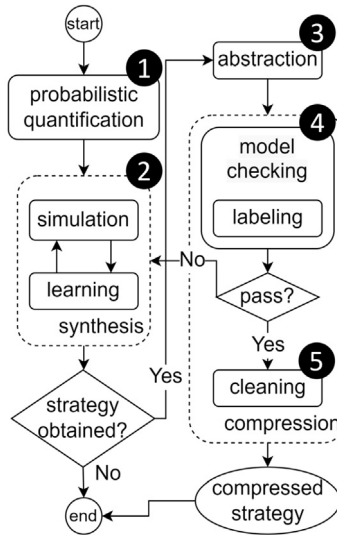 start
1
probabilistic
quantification
2
simulation
learning
synthesis
strategy
obtained?
Yes
No
end
3
abstraction
4
model
checking
labeling
No
pass?
Yes
5
cleaning
compression
compressed
strategy